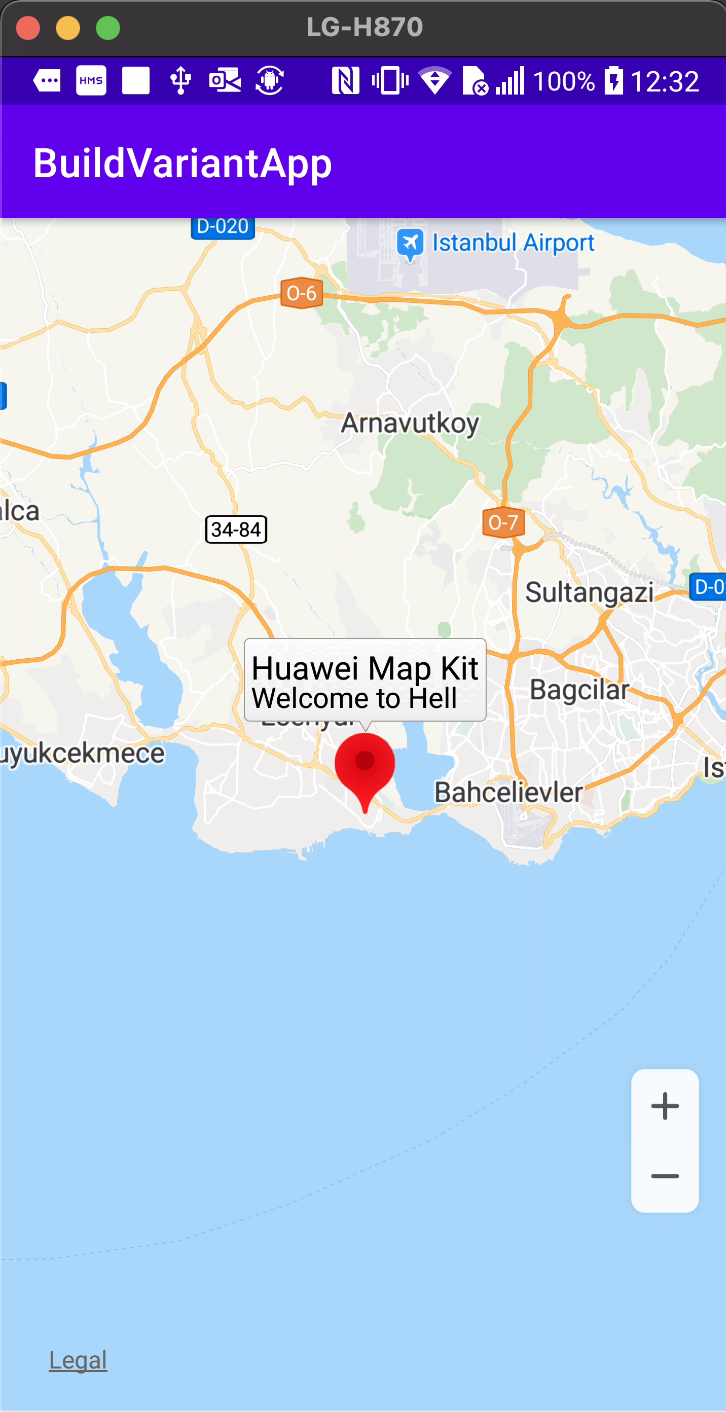 LG-H870
HMS
100%
12:32
BuildVariantApp
D-020
Istanbul Airport
O-6
Arnavutkoy
alca
34-84
O-7
Sultangazi
D-0
Huawei Map Kit
Welcome to Hell
Bagcilar
uyukcekmece
Ist
Bahcelievler
Legal